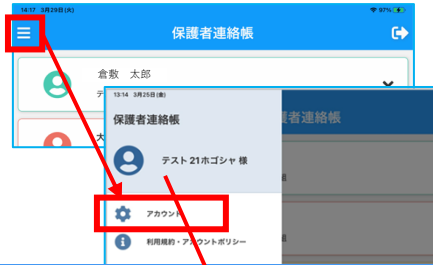 14:17 3月29日(火)
97%
保護者連絡帳
倉敷 太郎
テ
大
13:14 3月25日(金)
保護者連絡帳
護者連絡帳
テスト21ホゴシャ 様
アカウント
利用規約・アカウントポリシー